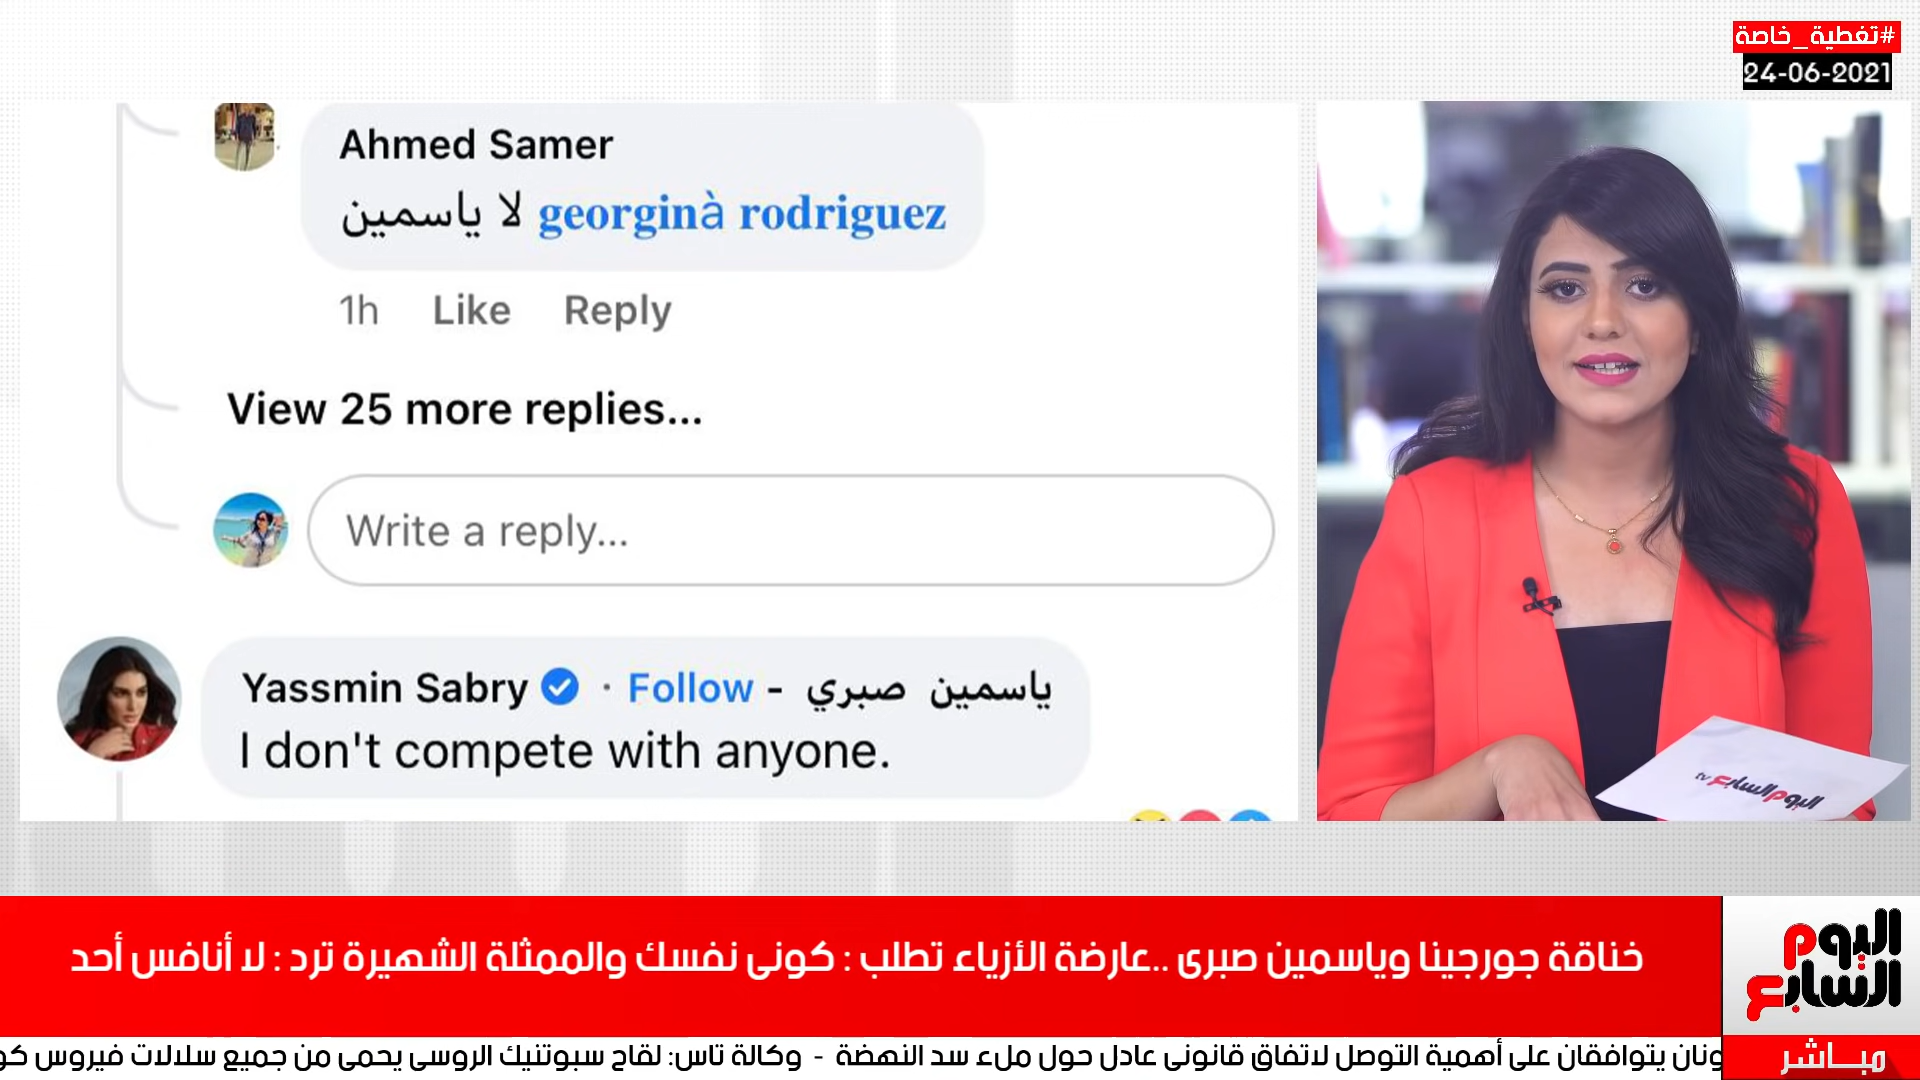 #تغطية_خاصة
24-06-2021
Ahmed Samer
لا ياسمين georginà rodriguez
1h Like Reply
View 25 more replies...
Write a reply...
Yassmin Sabry · Follow - ياسمين صبري
I don't compete with anyone.
اليوم السابع tv
خناقة جورجينا وياسمين صبرى ..عارضة الأزياء تطلب : كونى نفسك والممثلة الشهيرة ترد : لا أنافس أحد
اليوم
السابع
مباشر
يتوافقان على أهمية التوصل لاتفاق قانونى عادل حول ملء سد النهضة - وكالة تاس: لقاح سبوتنيك الروسى يحمى من جميع سلالات فيروس